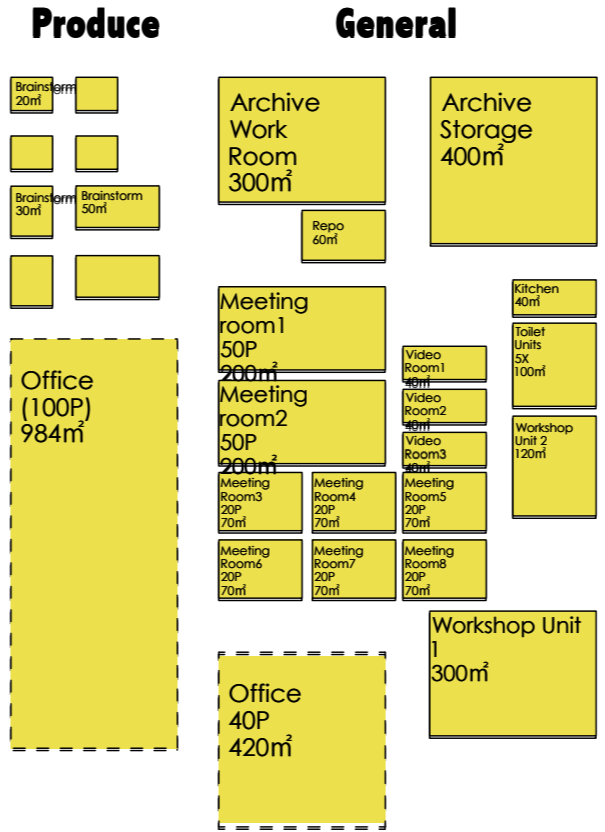 Produce
General
Brainstorm
20㎡
Brainstorm
30㎡
Brainstorm
50㎡
Office
(100P)
984㎡
Archive
Work
Room
300㎡
Archive
Storage
400㎡
Repo
60㎡
Meeting
room1
50P
200㎡
Meeting
room2
50P
200㎡
Video
Room1
40㎡
Video
Room2
40㎡
Video
Room3
40㎡
Kitchen
40㎡
Toilet
Units
5X
100㎡
Workshop
Unit 2
120㎡
Meeting
Room3
20P
70㎡
Meeting
Room4
20P
70㎡
Meeting
Room5
20P
70㎡
Meeting
Room6
20P
70㎡
Meeting
Room7
20P
70㎡
Meeting
Room8
20P
70㎡
Workshop Unit
1
300㎡
Office
40P
420㎡